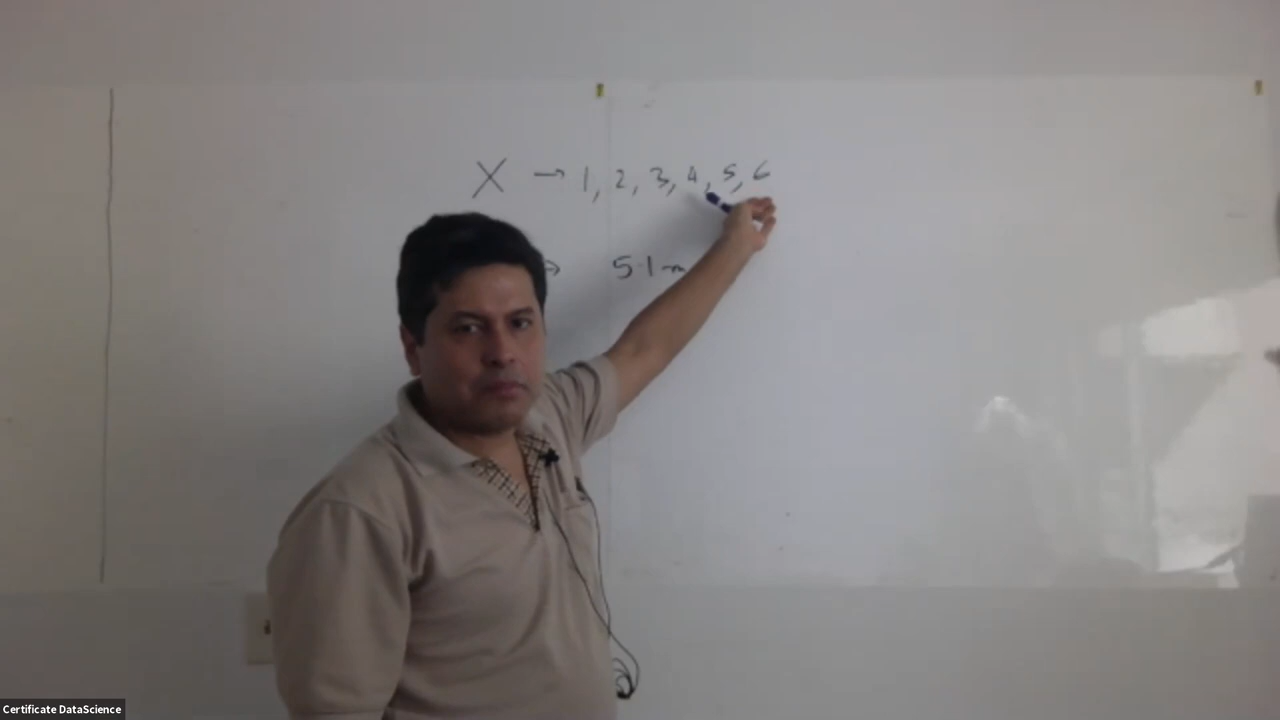 X → 1, 2, 3, 4, 5, 6
→ 5.1 m
Certificate DataScience